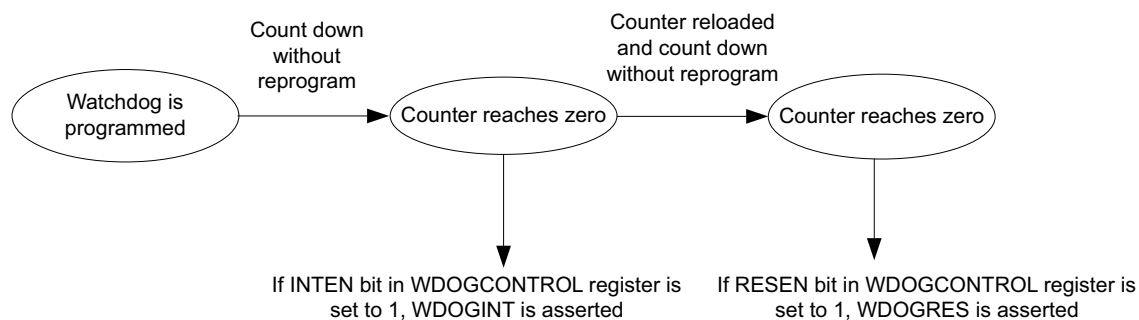 Count down
without
reprogram
Counter reloaded
and count down
without reprogram
Watchdog is
programmed
Counter reaches zero
Counter reaches zero
If INTEN bit in WDOGCONTROL register is
set to 1, WDOGINT is asserted
If RESEN bit in WDOGCONTROL register is
set to 1, WDOGRES is asserted